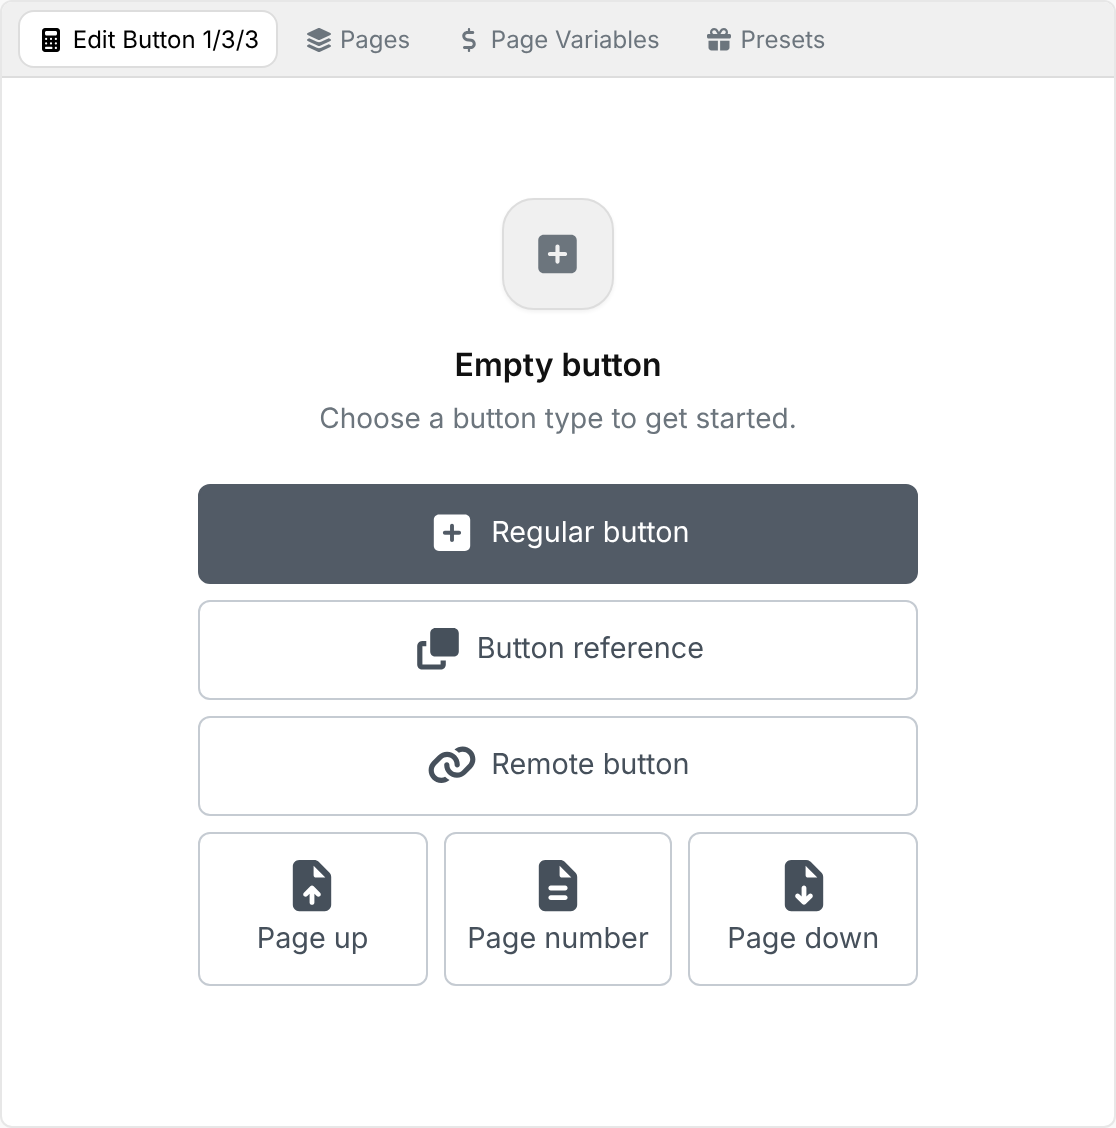 Edit Button 1/3/3
Pages
Page Variables
Presets
Empty button
Choose a button type to get started.
Regular button
Button reference
Remote button
Page up
Page number
Page down